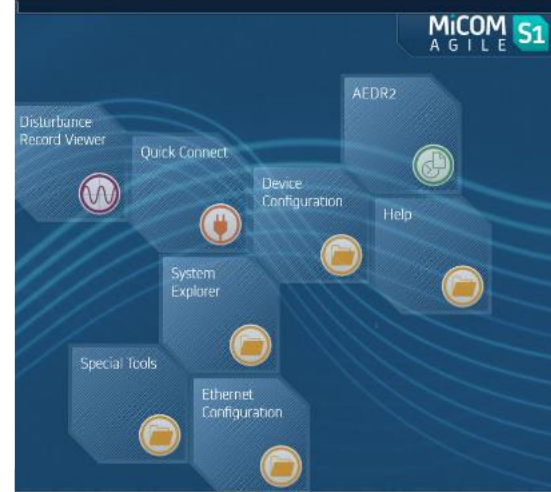 MiCOM S1
AGILE
AEDR2
Disturbance
Record Viewer
Quick Connect
Device
Configuration
Help
System
Explorer
Special Tools
Ethernet
Configuration